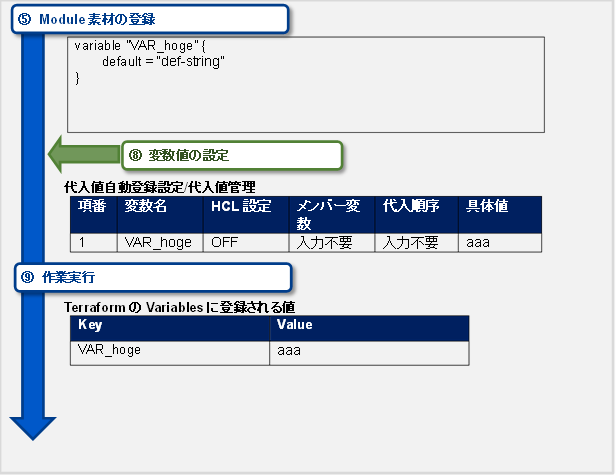 ⑤ Module 素材の登録
variable "VAR_hoge" {
default = "def-string"
}
⑧ 変数値の設定
代入値自動登録設定/代入値管理
項番 変数名 HCL 設定 メンバー変数 代入順序 具体値
1 VAR_hoge OFF 入力不要 入力不要 aaa
⑨ 作業実行
Terraform の Variables に登録される値
Key Value
VAR_hoge aaa